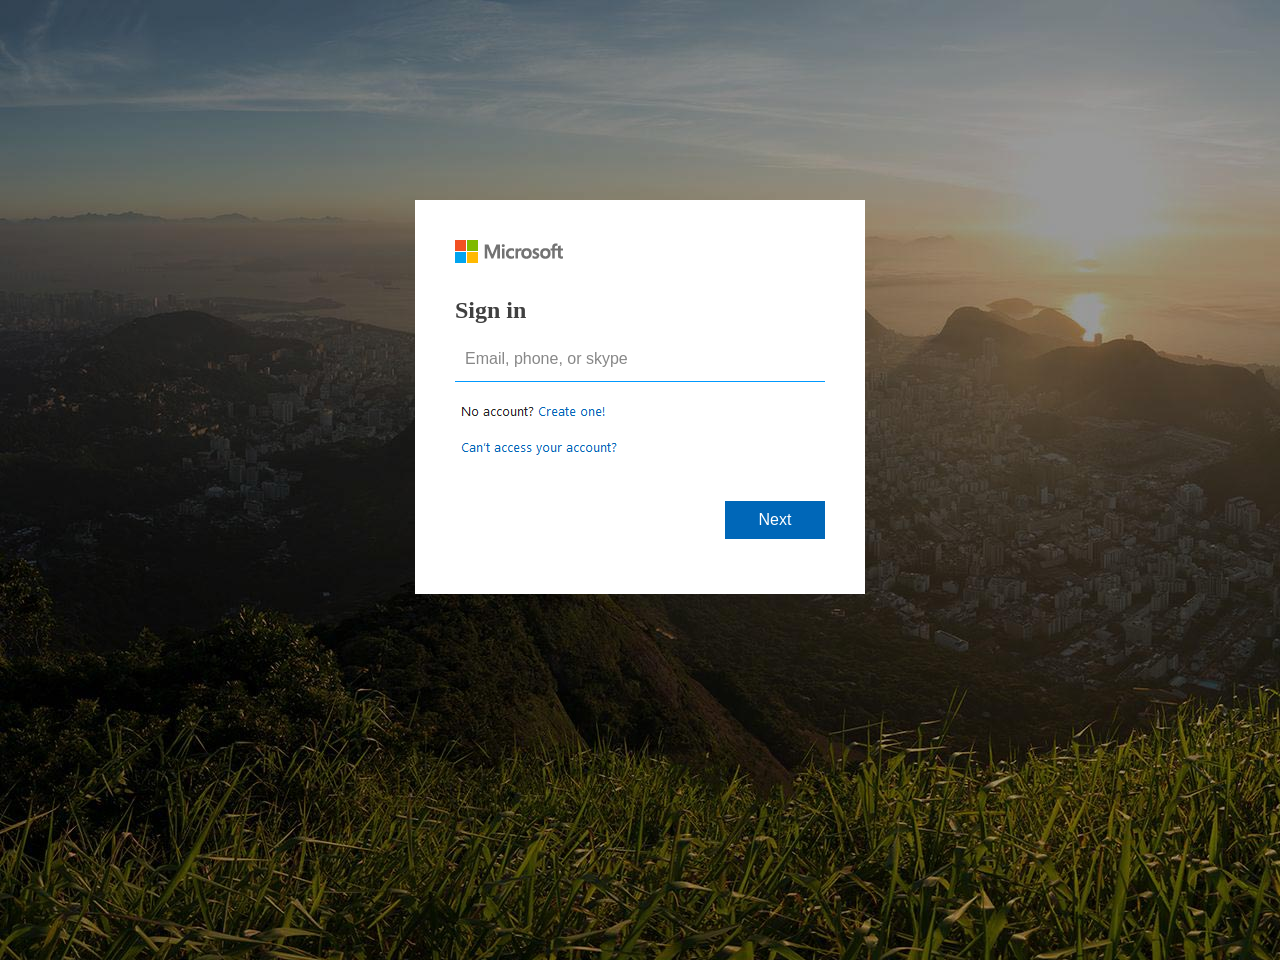 Microsoft
Sign in
Email, phone, or skype
No account? Create one!
Can't access your account?
Next